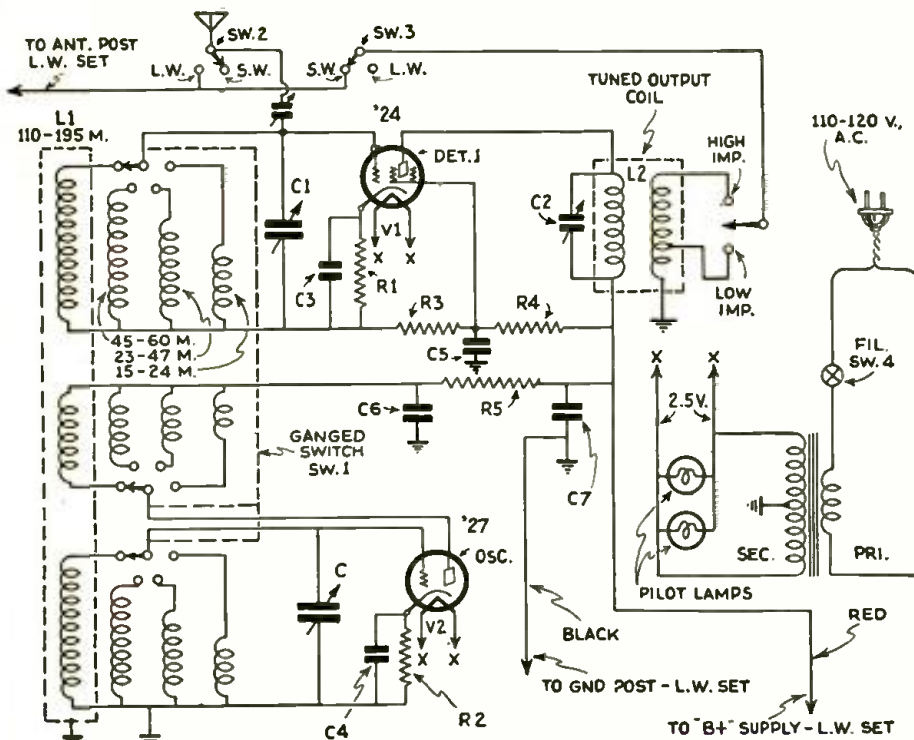 SW.2
SW.3
TO ANT. POST
L.W. SET
L.W.
S.W.
S.W.
L.W.
TUNED OUTPUT
COIL
110-120 V.,
A.C.
L1
110-195 M.
'24
DET.1
HIGH
IMP.
C1
C2
L2
V1
X
X
C3
R1
LOW
IMP.
R3
R4
45-60 M.
23-47 M.
15-24 M.
C5
X
X
FIL.
SW.4
2.5V.
C6
R5
GANGED
SWITCH
SW.1
C7
'27
OSC.
SEC.
PRI.
C
PILOT LAMPS
V2
X
X
BLACK
RED
C4
R2
TO GND POST - L.W. SET
TO "B+" SUPPLY - L.W. SET